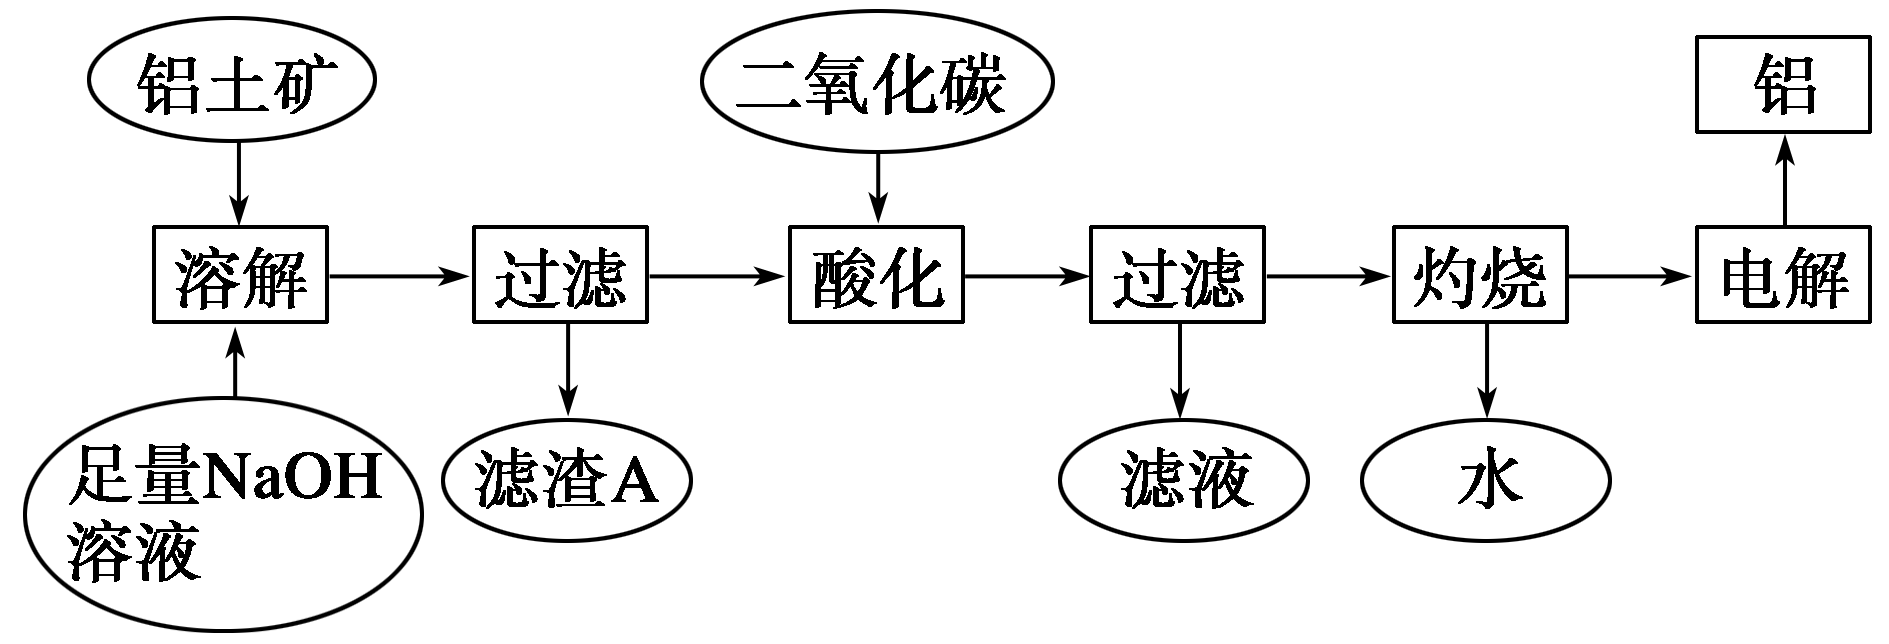 铝土矿
二氧化碳
铝
溶解
过滤
酸化
过滤
灼烧
电解
足量NaOH
溶液
滤渣A
滤液
水